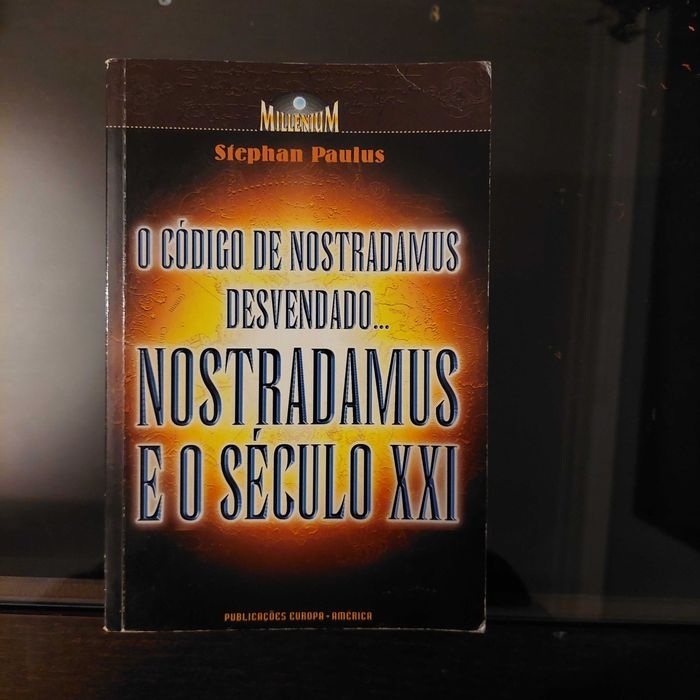 MILLENIUM
Stephan Paulus
O CÓDIGO DE NOSTRADAMUS
DESVENDADO...
NOSTRADAMUS
E O SÉCULO XXI
PUBLICAÇÕES EUROPA-AMÉRICA